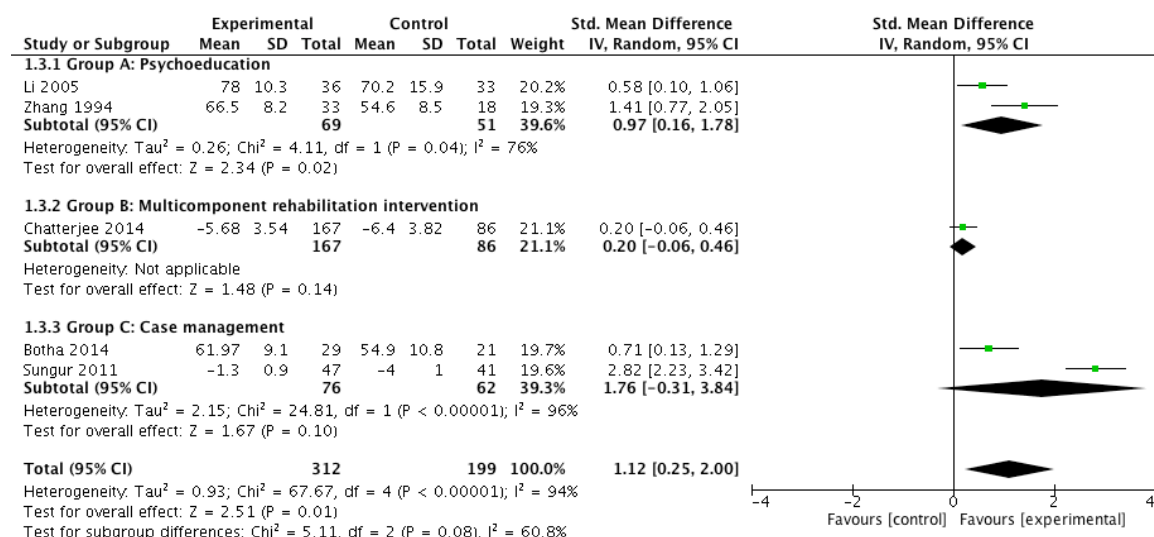 Experimental Control Std. Mean Difference Std. Mean Difference
Study or Subgroup Mean SD Total Mean SD Total Weight IV, Random, 95% CI IV, Random, 95% CI
1.3.1 Group A: Psychoeducation
Li 2005 78 10.3 36 70.2 15.9 33 20.2% 0.58 [0.10, 1.06]
Zhang 1994 66.5 8.2 33 54.6 8.5 18 19.3% 1.41 [0.77, 2.05]
Subtotal (95% CI) 69 51 39.6% 0.97 [0.16, 1.78]
Heterogeneity: Tau² = 0.26; Chi² = 4.11, df = 1 (P = 0.04); I² = 76%
Test for overall effect: Z = 2.34 (P = 0.02)
1.3.2 Group B: Multicomponent rehabilitation intervention
Chatterjee 2014 -5.68 3.54 167 -6.4 3.82 86 21.1% 0.20 [-0.06, 0.46]
Subtotal (95% CI) 167 86 21.1% 0.20 [-0.06, 0.46]
Heterogeneity: Not applicable
Test for overall effect: Z = 1.48 (P = 0.14)
1.3.3 Group C: Case management
Botha 2014 61.97 9.1 29 54.9 10.8 21 19.7% 0.71 [0.13, 1.29]
Sungur 2011 -1.3 0.9 47 -4 1 41 19.6% 2.82 [2.23, 3.42]
Subtotal (95% CI) 76 62 39.3% 1.76 [-0.31, 3.84]
Heterogeneity: Tau² = 2.15; Chi² = 24.81, df = 1 (P < 0.00001); I² = 96%
Test for overall effect: Z = 1.67 (P = 0.10)
Total (95% CI) 312 199 100.0% 1.12 [0.25, 2.00]
Heterogeneity: Tau² = 0.93; Chi² = 67.67, df = 4 (P < 0.00001); I² = 94%
Test for overall effect: Z = 2.51 (P = 0.01)
Test for subgroup differences: Chi² = 5.11, df = 2 (P = 0.08), I² = 60.8%
-4 -2 0 2 4
Favours [control] Favours [experimental]